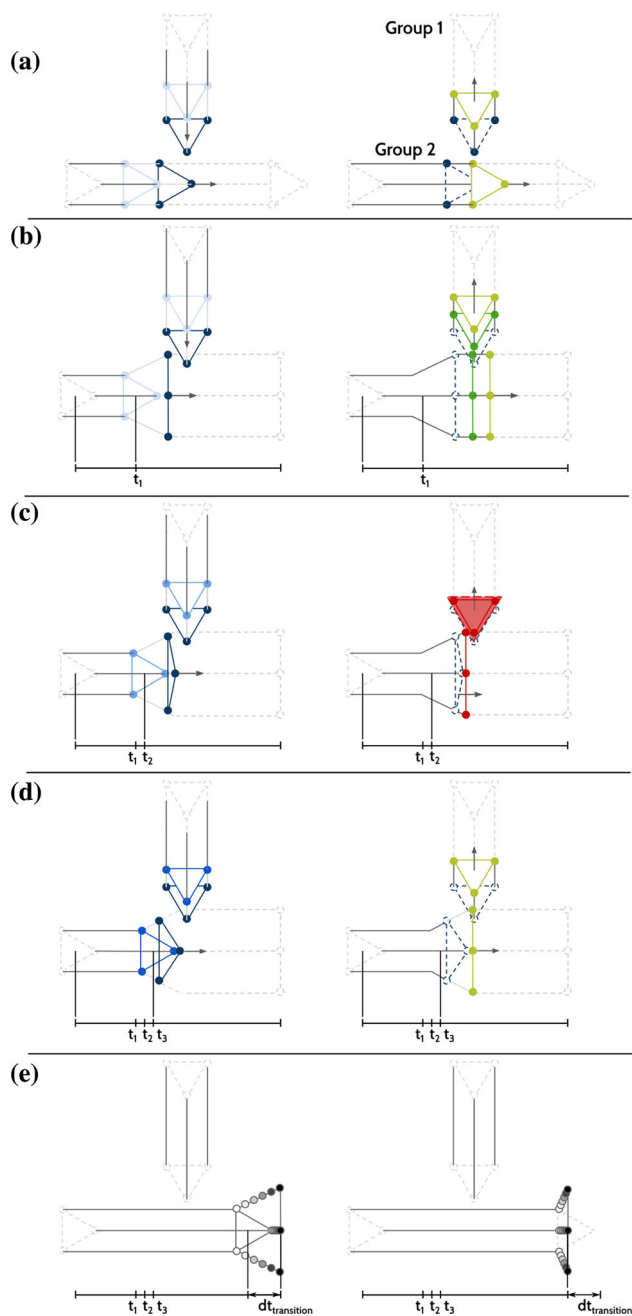 (a)
Group 1
Group 2
(b)
t1
t1
(c)
t1 t2
t1 t2
(d)
t1 t2 t3
t1 t2 t3
(e)
t1 t2 t3 dttransition
t1 t2 t3 dttransition